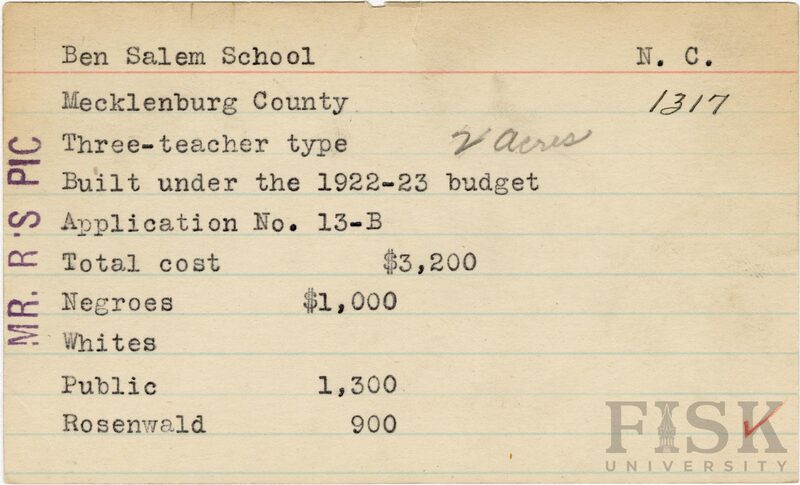 Ben Salem School N. C.
Mecklenburg County 1317
Three-teacher type 2 acres
Built under the 1922-23 budget
Application No. 13-B
Total cost $3,200
Negroes $1,000
Whites
Public 1,300
Rosenwald 900
MR. R'S PIC
FISK
UNIVERSITY